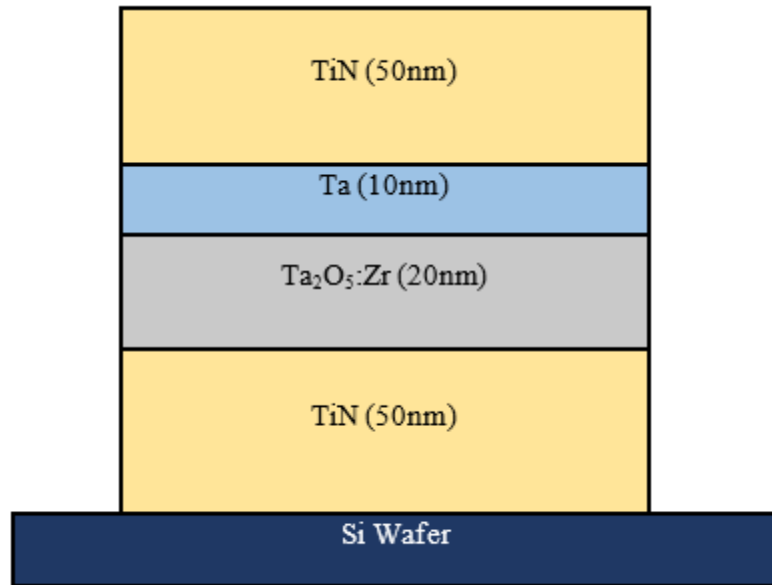 TiN (50nm)
Ta (10nm)
Ta₂O₅:Zr (20nm)
TiN (50nm)
Si Wafer